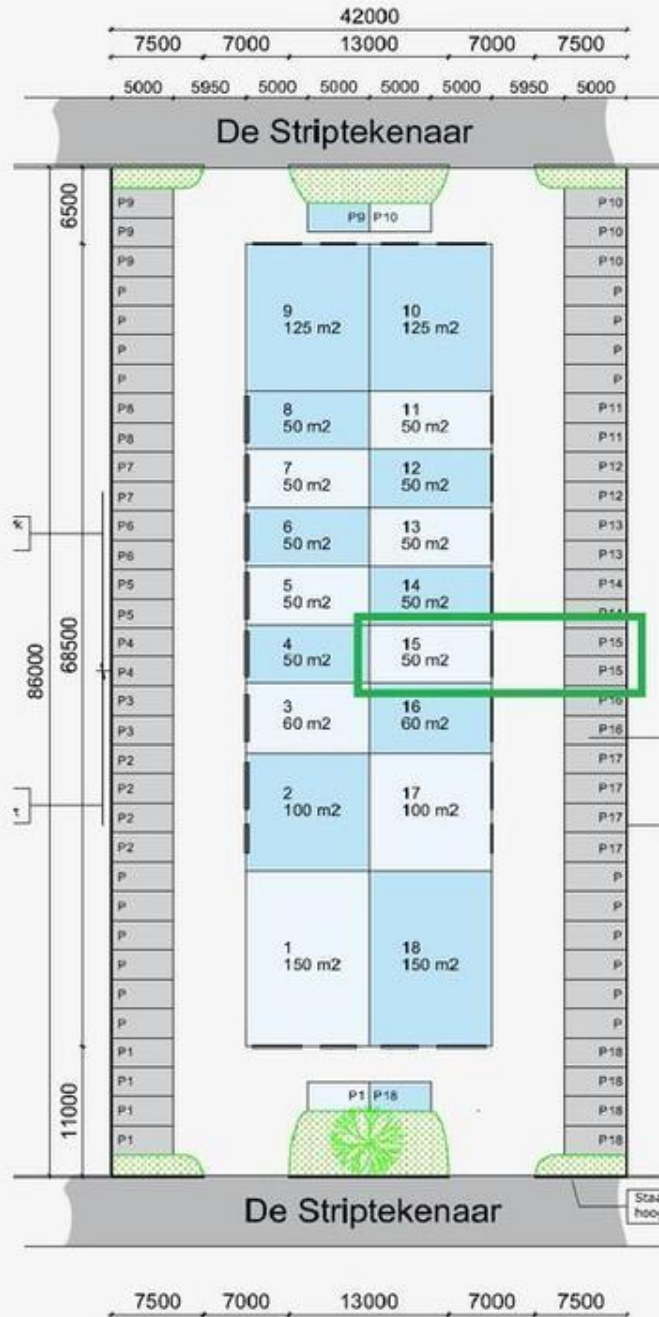 42000
7500 7000 13000 7000 7500
5000 5950 5000 5000 5000 5000 5950 5000
De Striptekenaar
6500
86000
68500
11000
P9
P9
P9
P
P
P
P
P8
P8
P7
P7
P6
P6
P5
P5
P4
P4
P3
P3
P2
P2
P2
P2
P
P
P
P
P
P
P1
P1
P1
P1
P9 P10
9
125 m2
10
125 m2
8
50 m2
11
50 m2
7
50 m2
12
50 m2
6
50 m2
13
50 m2
5
50 m2
14
50 m2
4
50 m2
15
50 m2
3
60 m2
16
60 m2
2
100 m2
17
100 m2
1
150 m2
18
150 m2
P1 P18
P10
P10
P10
P
P
P
P
P11
P11
P12
P12
P13
P13
P14
P14
P15
P15
P16
P16
P17
P17
P17
P17
P
P
P
P
P
P
P18
P18
P18
P18
De Striptekenaar
7500 7000 13000 7000 7500